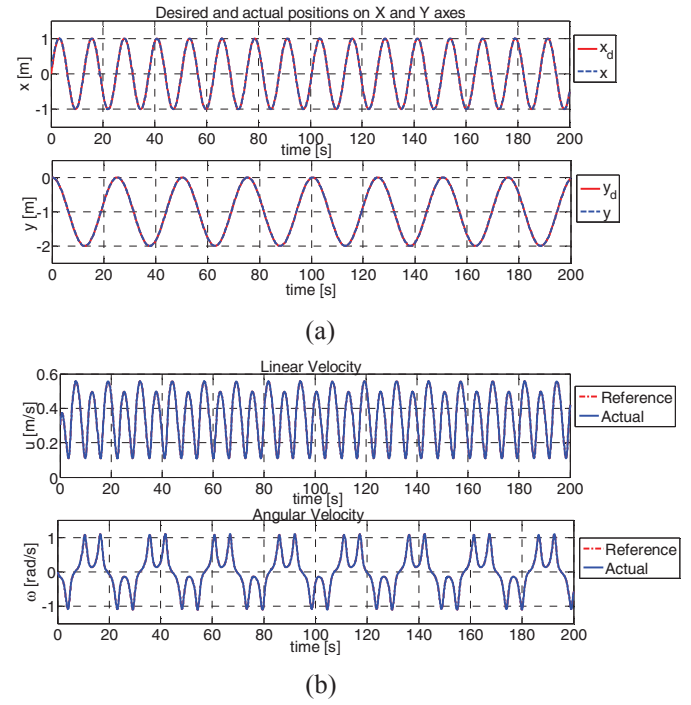 Desired and actual positions on X and Y axes
1
0
-1
x [m]
0 20 40 60 80 100 120 140 160 180 200
time [s]
x_d
x
0
-1
-2
y [m]
0 20 40 60 80 100 120 140 160 180 200
time [s]
y_d
y
(a)
Linear Velocity
0.6
0.4
0.2
0
u [m/s]
0 20 40 60 80 100 120 140 160 180 200
time [s]
Reference
Actual
Angular Velocity
1
0
-1
ω [rad/s]
0 20 40 60 80 100 120 140 160 180 200
time [s]
Reference
Actual
(b)